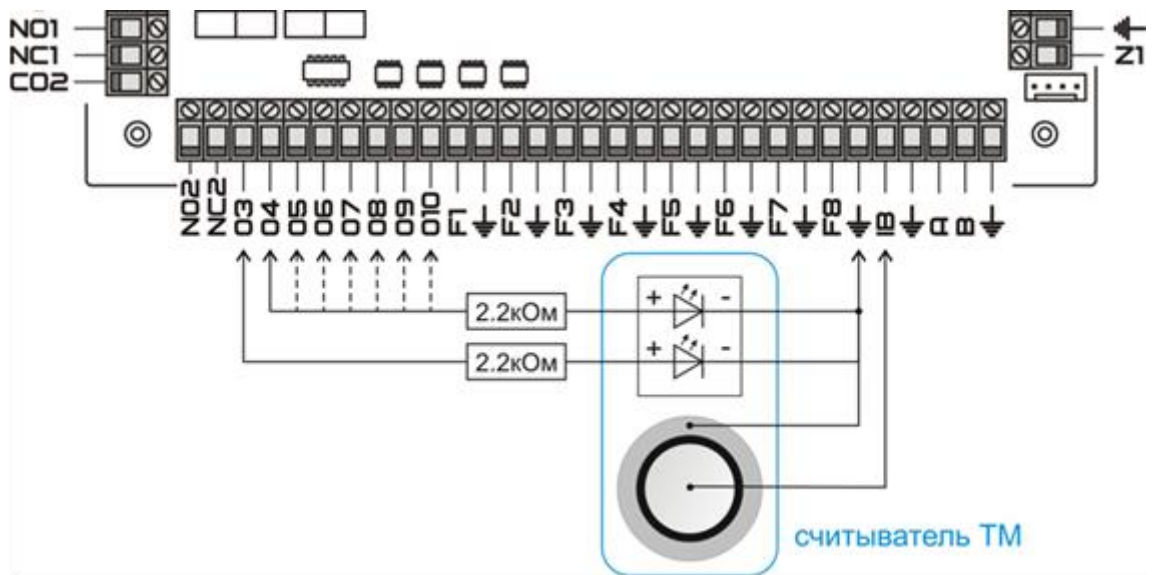 NO1
NC1
CO2
Z1
NO2 NC2 O3 O4 O5 O6 O7 O8 O9 O10 F1 F2 F3 F4 F5 F6 F7 F8 IB A B
2.2кОм + -
2.2кОм + -
считыватель ТМ